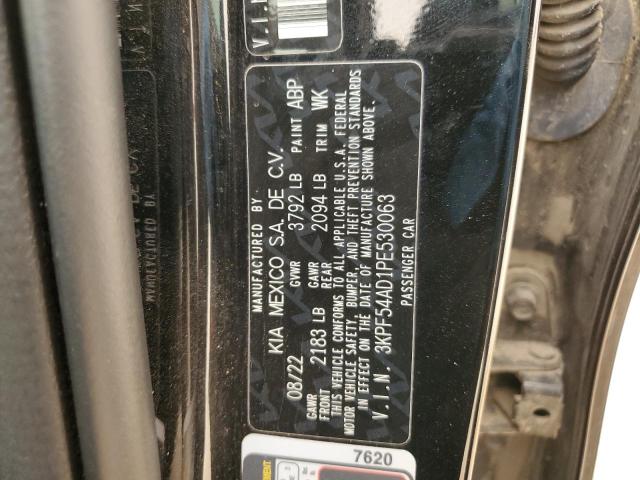 MANUFACTURED BY
KIA MEXICO S.A. DE C.V.
08/22 GVWR 3792 LB PAINT ABP
GAWR FRONT 2183 LB GAWR REAR 2094 LB TRIM WK
THIS VEHICLE CONFORMS TO ALL APPLICABLE U.S.A. FEDERAL
MOTOR VEHICLE SAFETY, BUMPER, AND THEFT PREVENTION STANDARDS
IN EFFECT ON THE DATE OF MANUFACTURE SHOWN ABOVE.
V.I.N. 3KPF54AD1PE530063
PASSENGER CAR
V.I.N
7620